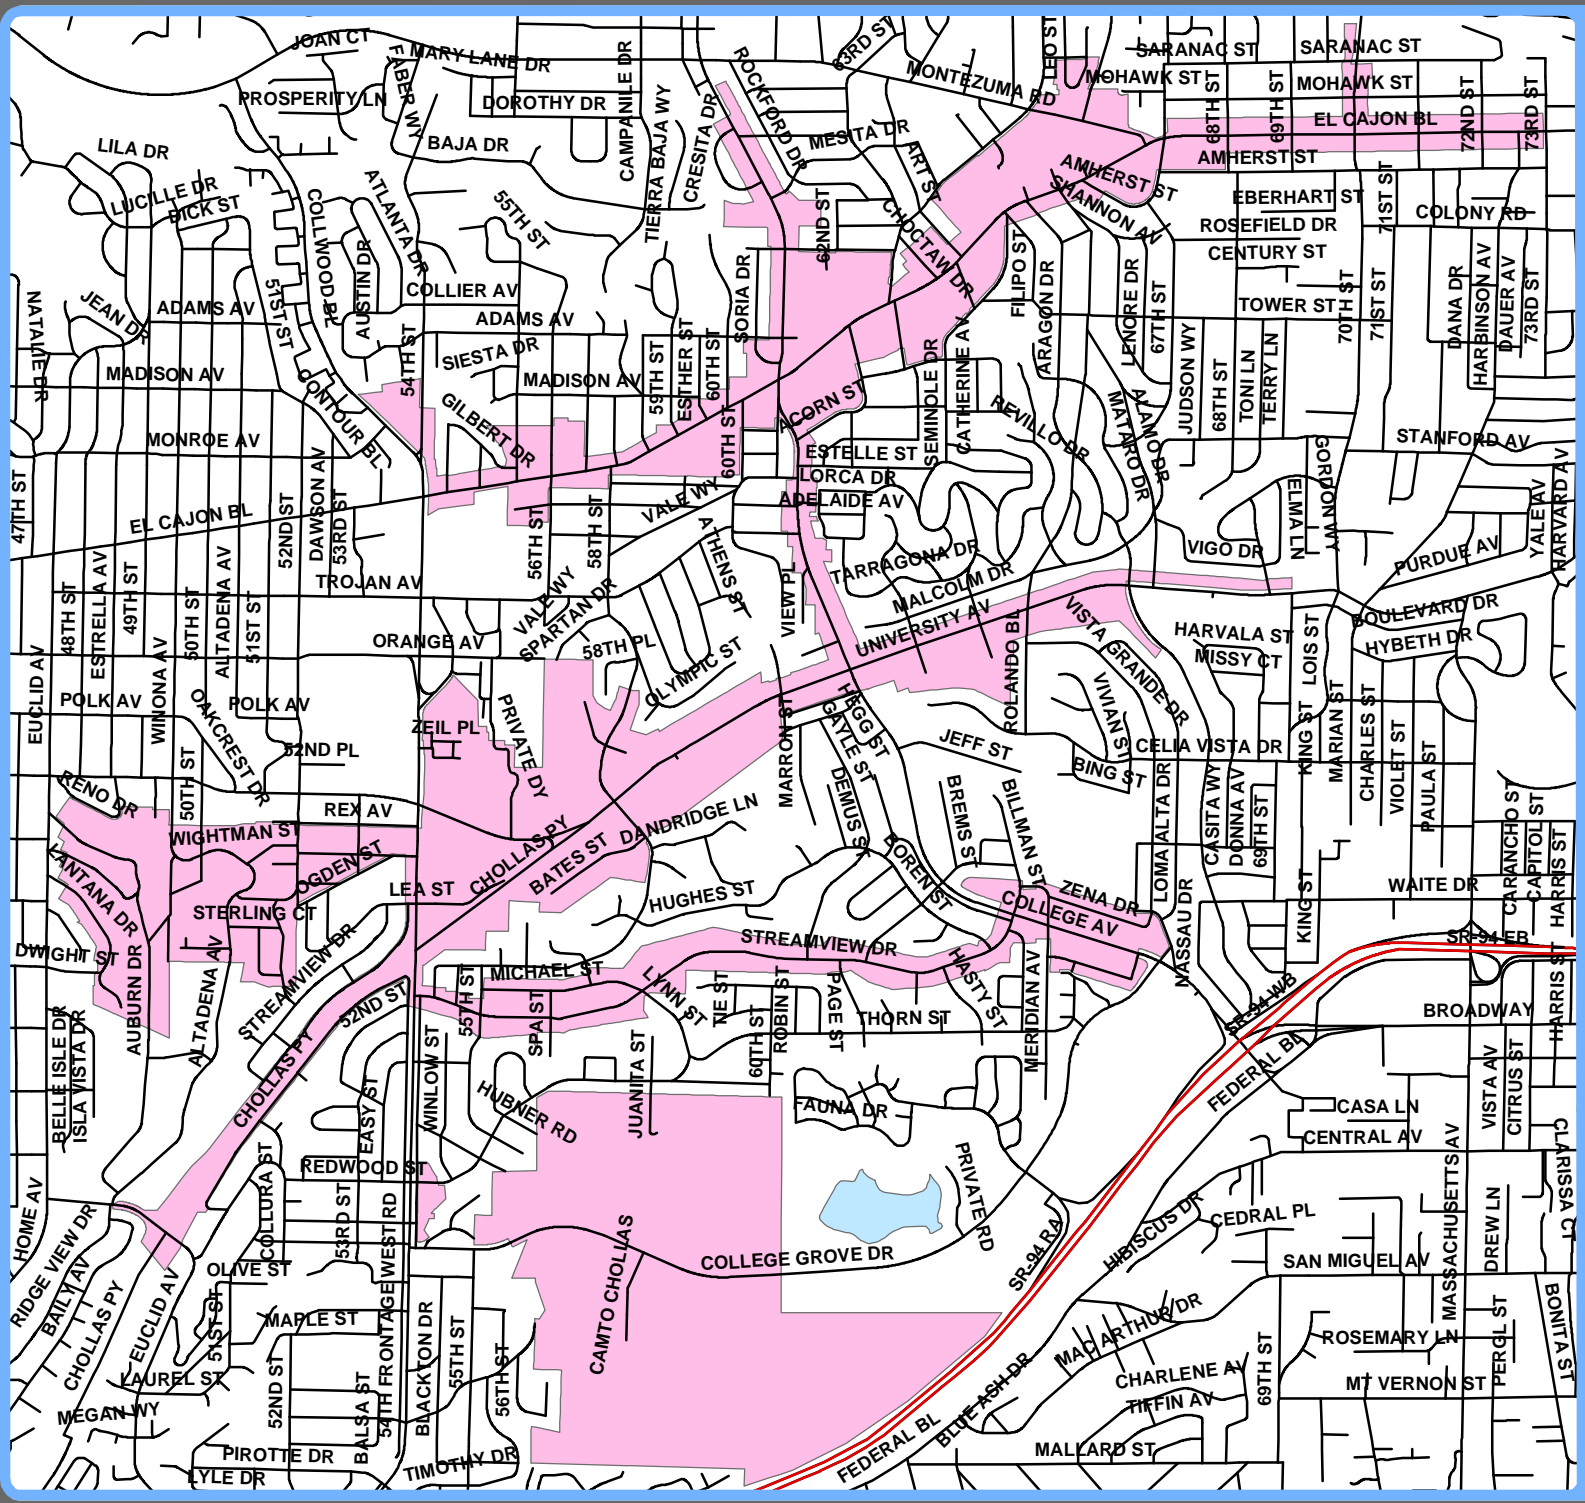 JOAN CT
MARY LANE DR
FABER WY
PROSPERITY LN
DOROTHY DR
CAMPANILE DR
TIERRA BAJA WY
CRESITA DR
ROCKFORD DR
63RD ST
MONTEZUMA RD
LEO ST
SARANAC ST
SARANAC ST
MOHAWK ST
MOHAWK ST
68TH ST
69TH ST
72ND ST
73RD ST
EL CAJON BL
AMHERST ST
AMHERST ST
LILA DR
BAJA DR
MESITA DR
ART ST
LUCILLE DR
DICK ST
COLLWOOD BL
ATLANTA DR
AUSTIN DR
55TH ST
62ND ST
CHOCTAW DR
SHANNON AV
EBERHART ST
71ST ST
COLONY RD
ROSEFIELD DR
CENTURY ST
NATALIE DR
JEAN DR
ADAMS AV
51ST ST
COLLIER AV
ADAMS AV
SORIA DR
FILIPO ST
ARAGON DR
LENORE DR
67TH ST
TOWER ST
70TH ST
71ST ST
DANA DR
HARBINSON AV
DAUER AV
73RD ST
54TH ST
SIESTA DR
59TH ST
ESTHER ST
60TH ST
MADISON AV
CONTOUR BL
MADISON AV
GILBERT DR
ACORN ST
SEMINOLE DR
CATHERINE AV
REVILLO DR
MATARO DR
ALAMO DR
JUDSON WY
68TH ST
TONI LN
TERRY LN
MONROE AV
60TH ST
ESTELLE ST
LORCA DR
ADELAIDE AV
GORDON WY
STANFORD AV
47TH ST
EL CAJON BL
52ND ST
DAWSON AV
53RD ST
56TH ST
58TH ST
VALE WY
ATHENS ST
VIEW PL
TARRAGONA DR
MALCOLM DR
VIGO DR
ELMA LN
PURDUE AV
YALE AV
HARVARD AV
TROJAN AV
48TH ST
ESTRELLA AV
49TH ST
50TH ST
ALTADENA AV
51ST ST
VALE WY
SPARTAN DR
58TH PL
OLYMPIC ST
UNIVERSITY AV
ROLANDO BL
VISTA GRANDE DR
HARVALA ST
MISSY CT
LOIS ST
BOULEVARD DR
HYBETH DR
ORANGE AV
EUCLID AV
POLK AV
WINONA AV
POLK AV
OAKCREST DR
52ND PL
ZEIL PL
PRIVATE DY
MARRON ST
HEGG ST
GAYLE ST
JEFF ST
VIVIAN ST
BING ST
CELIA VISTA DR
KING ST
MARIAN ST
CHARLES ST
VIOLET ST
PAULA ST
RENO DR
50TH ST
REX AV
WIGHTMAN ST
CHOLLAS PY
BATES ST
DANDRIDGE LN
DEMUS ST
BREMS ST
BILLMAN ST
LOMA ALTA DR
CASITA WY
DONNA AV
69TH ST
CARANCHO ST
CAPITOL ST
HARRIS ST
LANTANA DR
OGDEN ST
LEA ST
HUGHES ST
BOREN ST
ZENA DR
COLLEGE AV
WAITE DR
KING ST
STERLING CT
DWIGHT ST
AUBURN DR
ALTADENA AV
STREAMVIEW DR
STREAMVIEW DR
MICHAEL ST
52ND ST
55TH ST
SPA ST
LYNN ST
NE ST
60TH ST
ROBIN ST
PAGE ST
THORN ST
HASTY ST
MERIDIAN AV
NASSAU DR
SR-94 EB
SR-94 WB
BROADWAY
HARRIS ST
FEDERAL BL
BELLE ISLE DR
ISLA VISTA DR
CHOLLAS PY
EASY ST
WINLOW ST
HUBNER RD
JUANITA ST
FAUNA DR
CASA LN
CENTRAL AV
VISTA AV
CITRUS ST
CLARISSA CT
REDWOOD ST
COLLURA ST
53RD ST
PRIVATE RD
HOME AV
RIDGE VIEW DR
BAILY AV
CHOLLAS PY
EUCLID AV
OLIVE ST
51ST ST
MAPLE ST
LAUREL ST
MEGAN WY
52ND ST
PIROTTE DR
LYLE DR
BALSA ST
54TH FRONTAGE WEST RD
BLACKTON DR
55TH ST
56TH ST
TIMOTHY DR
CAMTO CHOLLAS
COLLEGE GROVE DR
SR-94 RA
HIBISCUS DR
CEDRAL PL
SAN MIGUEL AV
MASSACHUSETTS AV
DREW LN
BONITA ST
MAC ARTHUR DR
ROSEMARY LN
PERGL ST
CHARLENE AV
TIFFIN AV
69TH ST
MT VERNON ST
BLUE ASH DR
FEDERAL BL
MALLARD ST